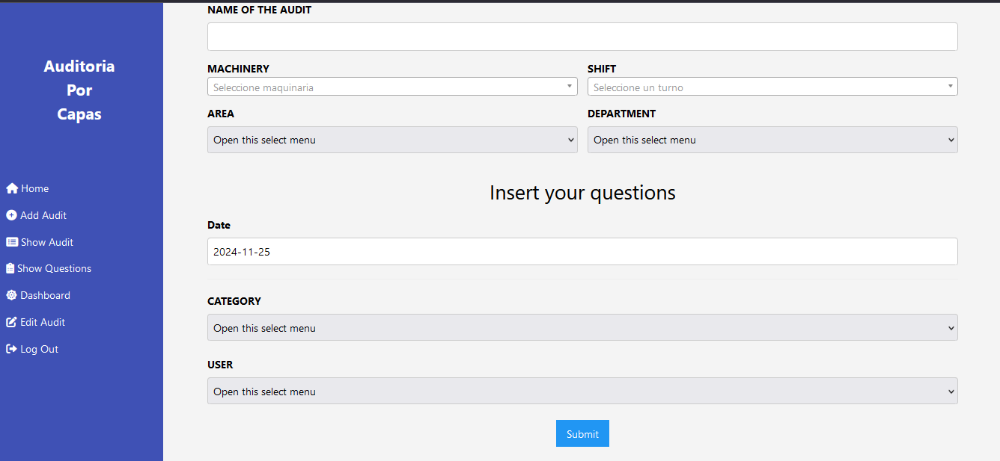 Auditoria
Por
Capas
Home
Add Audit
Show Audit
Show Questions
Dashboard
Edit Audit
Log Out
NAME OF THE AUDIT
MACHINERY
Seleccione maquinaria
SHIFT
Seleccione un turno
AREA
Open this select menu
DEPARTMENT
Open this select menu
Insert your questions
Date
2024-11-25
CATEGORY
Open this select menu
USER
Open this select menu
Submit